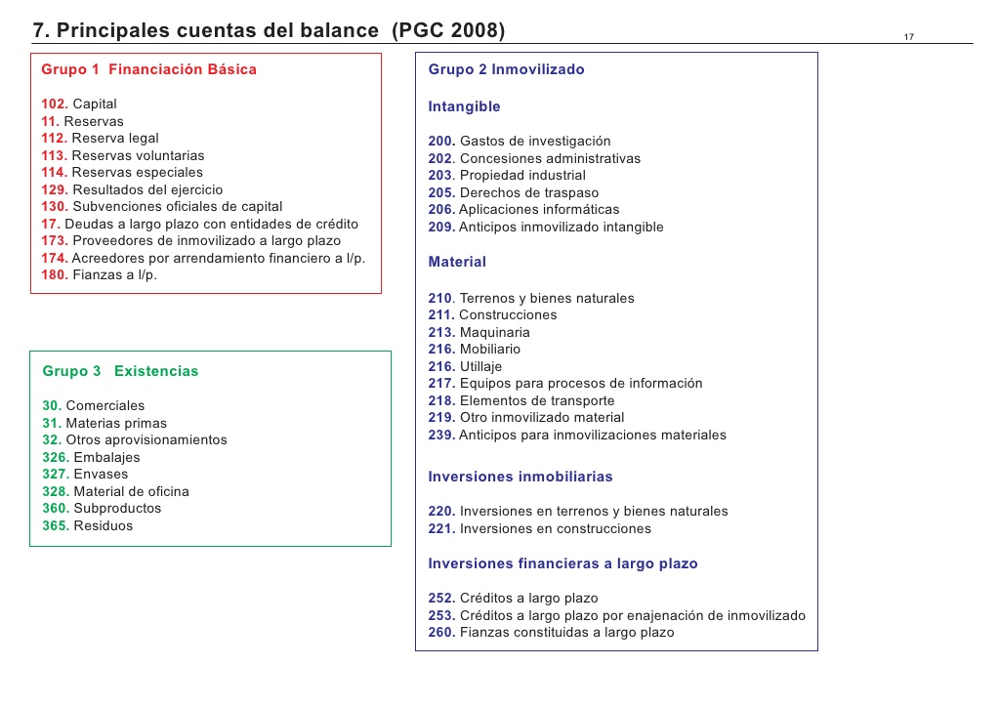 7. Principales cuentas del balance (PGC 2008)
17
Grupo 1 Financiación Básica
102. Capital
11. Reservas
112. Reserva legal
113. Reservas voluntarias
114. Reservas especiales
129. Resultados del ejercicio
130. Subvenciones oficiales de capital
17. Deudas a largo plazo con entidades de crédito
173. Proveedores de inmovilizado a largo plazo
174. Acreedores por arrendamiento financiero a l/p.
180. Fianzas a l/p.
Grupo 3 Existencias
30. Comerciales
31. Materias primas
32. Otros aprovisionamientos
326. Embalajes
327. Envases
328. Material de oficina
360. Subproductos
365. Residuos
Grupo 2 Inmovilizado
Intangible
200. Gastos de investigación
202. Concesiones administrativas
203. Propiedad industrial
205. Derechos de traspaso
206. Aplicaciones informáticas
209. Anticipos inmovilizado intangible
Material
210. Terrenos y bienes naturales
211. Construcciones
213. Maquinaria
216. Mobiliario
216. Utillaje
217. Equipos para procesos de información
218. Elementos de transporte
219. Otro inmovilizado material
239. Anticipos para inmovilizaciones materiales
Inversiones inmobiliarias
220. Inversiones en terrenos y bienes naturales
221. Inversiones en construcciones
Inversiones financieras a largo plazo
252. Créditos a largo plazo
253. Créditos a largo plazo por enajenación de inmovilizado
260. Fianzas constituidas a largo plazo